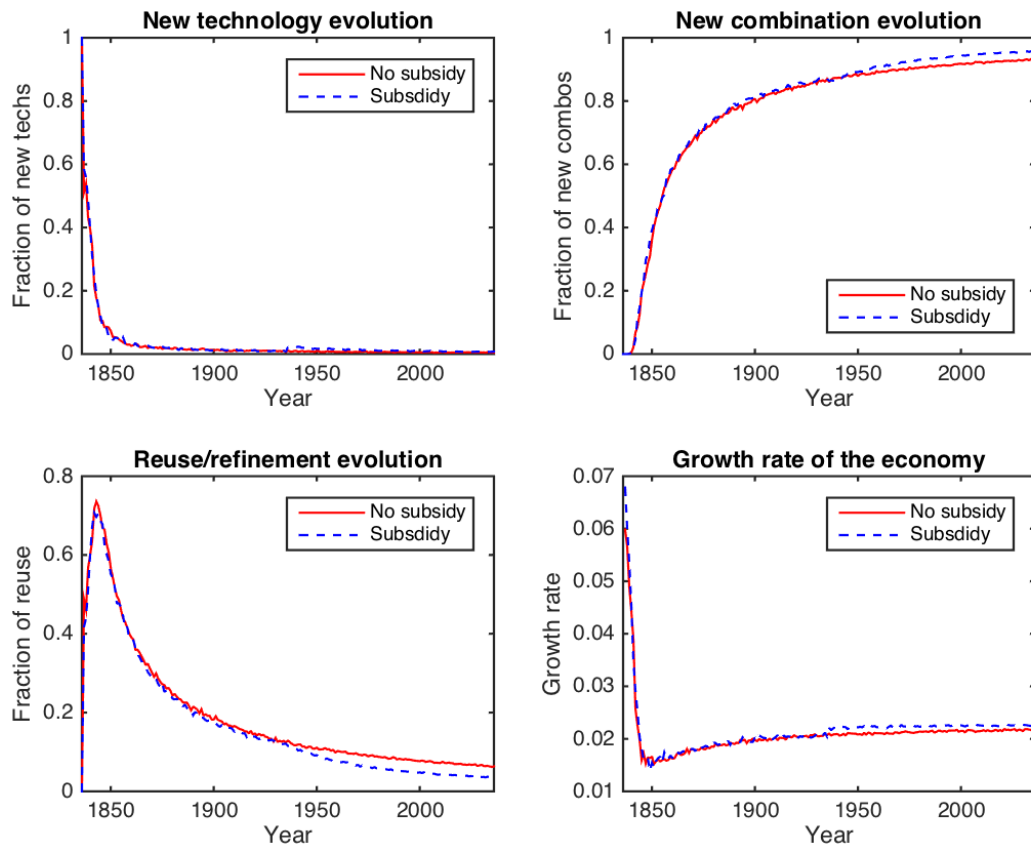 New technology evolution
1
0.8
0.6
0.4
0.2
0
Fraction of new techs
No subsidy
Subsdidy
1850 1900 1950 2000
Year
New combination evolution
1
0.8
0.6
0.4
0.2
0
Fraction of new combos
No subsidy
Subsdidy
1850 1900 1950 2000
Year
Reuse/refinement evolution
0.8
0.6
0.4
0.2
0
Fraction of reuse
No subsidy
Subsdidy
1850 1900 1950 2000
Year
Growth rate of the economy
0.07
0.06
0.05
0.04
0.03
0.02
0.01
Growth rate
No subsidy
Subsdidy
1850 1900 1950 2000
Year